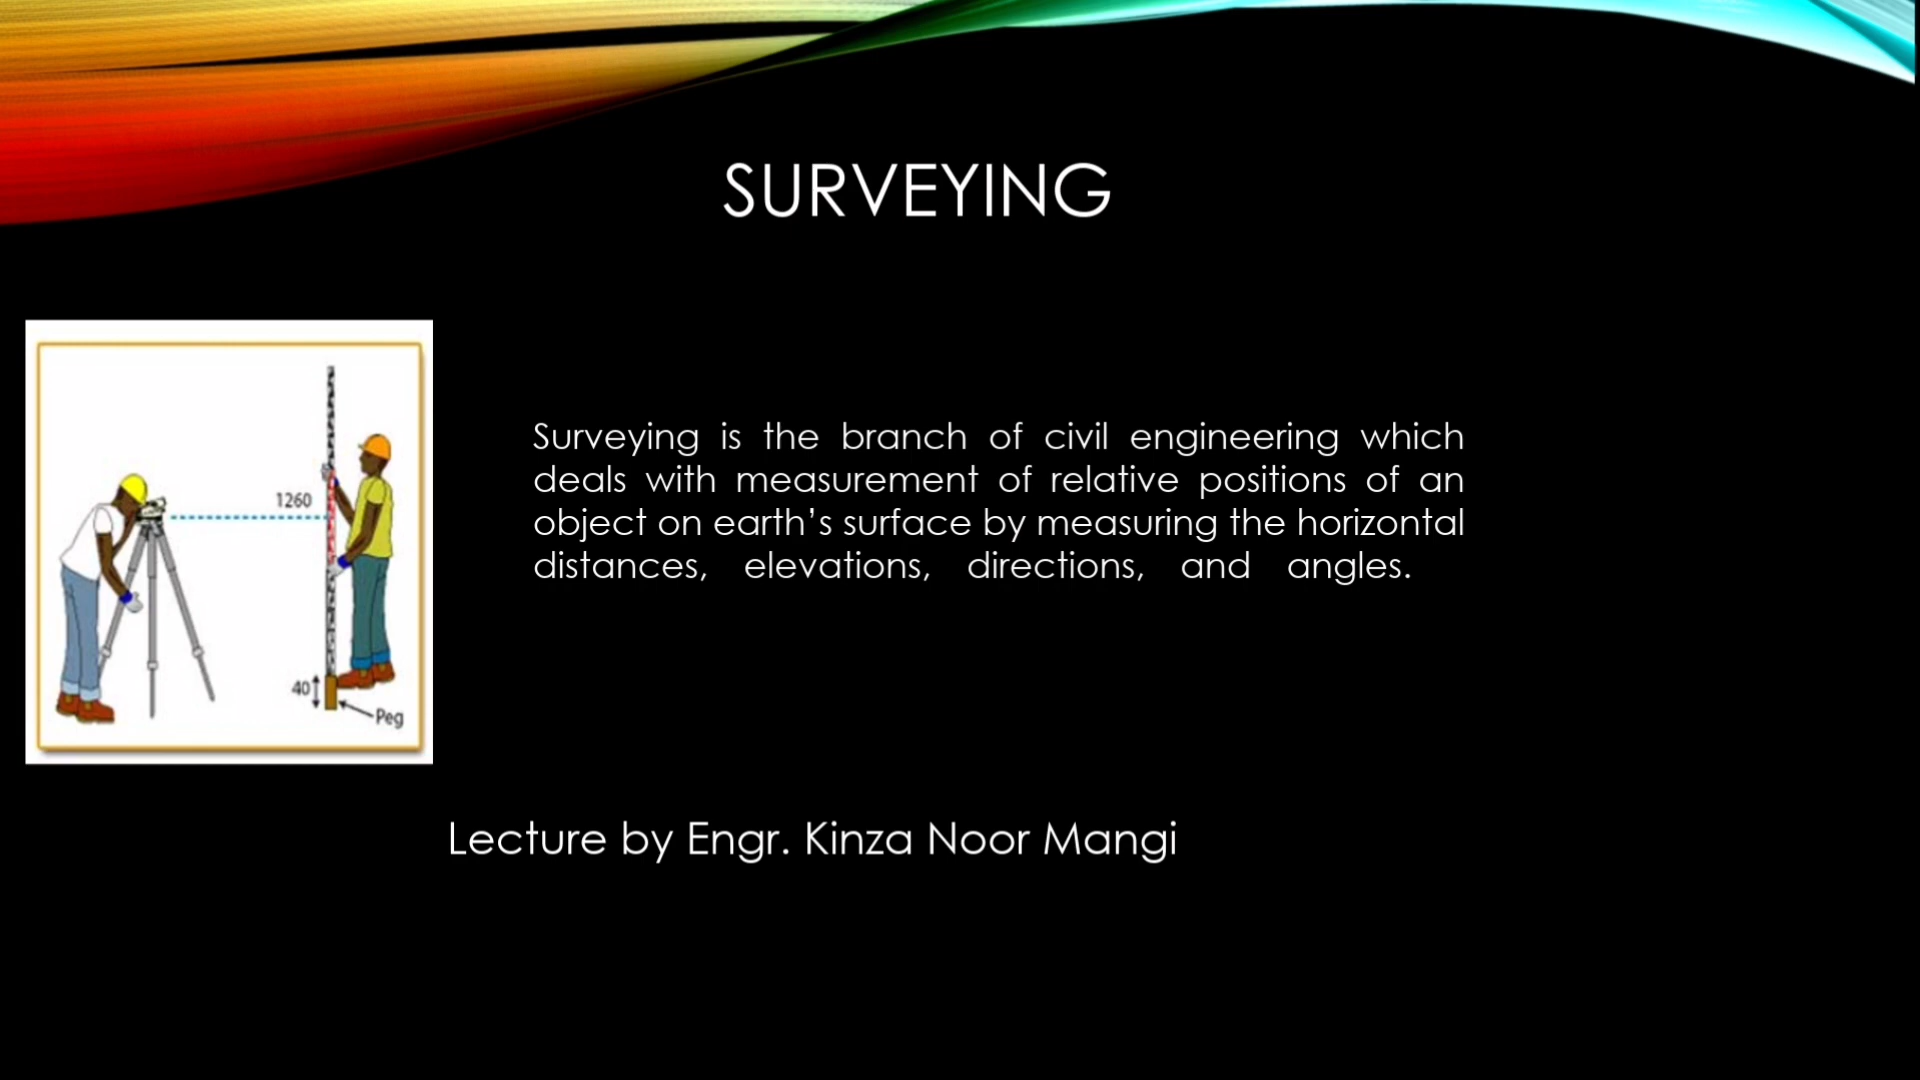 SURVEYING
1260
40
Peg
Surveying is the branch of civil engineering which
deals with measurement of relative positions of an
object on earth’s surface by measuring the horizontal
distances, elevations, directions, and angles.
Lecture by Engr. Kinza Noor Mangi